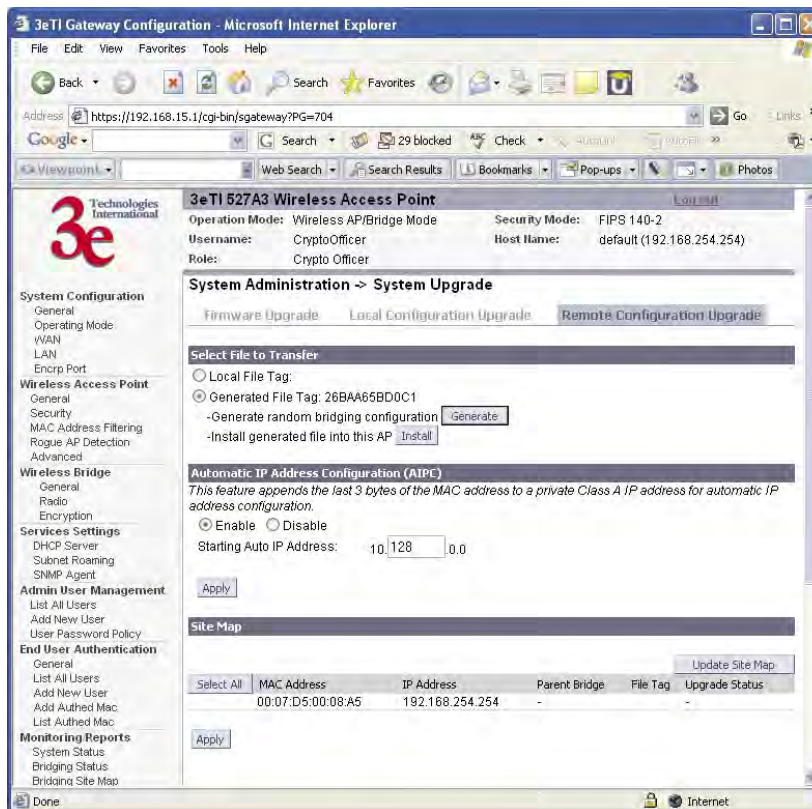 3eTI Gateway Configuration - Microsoft Internet Explorer
File Edit View Favorites Tools Help
Back Search Favorites
Address https://192.168.15.1/cgi-bin/sgateway?PG=704 Go Links
Google Search 29 blocked Check
Viewpoint Web Search Search Results Bookmarks Pop-ups Photos
3e Technologies International
3eTI 527A3 Wireless Access Point Logout
Operation Mode: Wireless AP/Bridge Mode Security Mode: FIPS 140-2
Username: CryptoOfficer Host Name: default (192.168.254.254)
Role: Crypto Officer
System Configuration
General
Operating Mode
WAN
LAN
Encrp Port
Wireless Access Point
General
Security
MAC Address Filtering
Rogue AP Detection
Advanced
Wireless Bridge
General
Radio
Encryption
Services Settings
DHCP Server
Subnet Roaming
SNMP Agent
Admin User Management
List All Users
Add New User
User Password Policy
End User Authentication
General
List All Users
Add New User
Add Authed Mac
List Authed Mac
Monitoring Reports
System Status
Bridging Status
Bridging Site Map
System Administration -> System Upgrade
Firmware Upgrade Local Configuration Upgrade Remote Configuration Upgrade
Select File to Transfer
Local File Tag:
Generated File Tag: 26BAA65BD0C1
-Generate random bridging configuration Generate
-Install generated file into this AP Install
Automatic IP Address Configuration (AIPC)
This feature appends the last 3 bytes of the MAC address to a private Class A IP address for automatic IP
address configuration.
Enable Disable
Starting Auto IP Address: 10.128.0.0
Apply
Site Map
Update Site Map
Select All MAC Address IP Address Parent Bridge File Tag Upgrade Status
00:07:D5:00:08:A5 192.168.254.254 - -
Apply
Done Internet